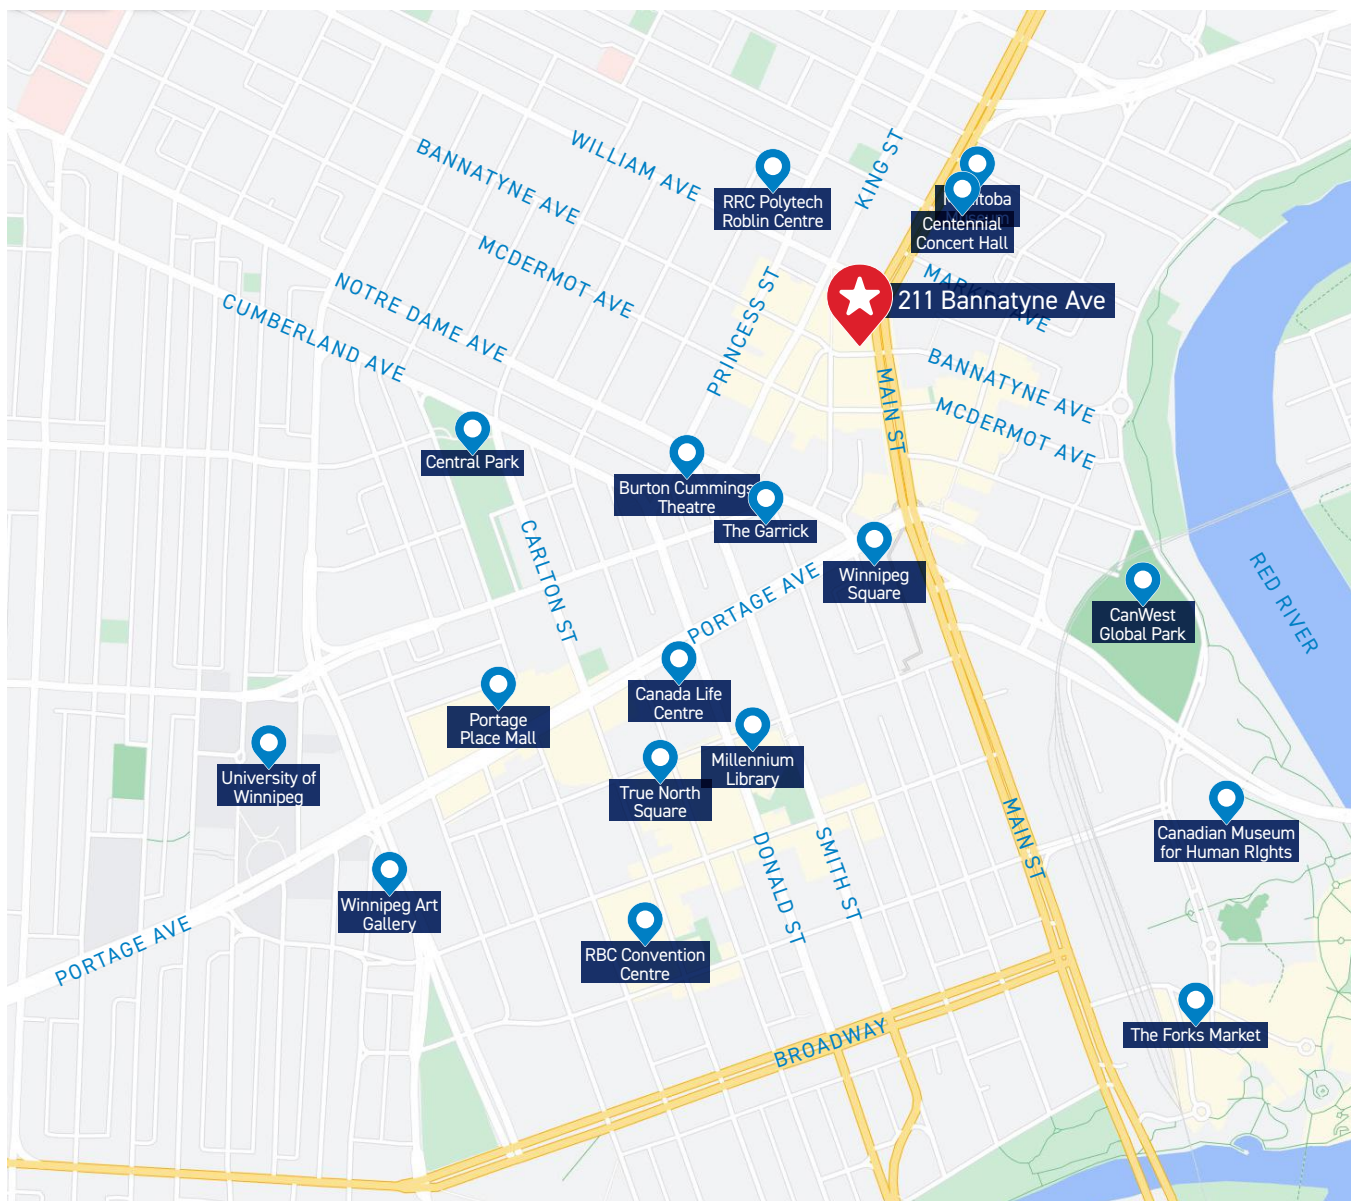 WILLIAM AVE
BANNATYNE AVE
KING ST
RRC Polytech
Roblin Centre
Manitoba
Museum
Centennial
Concert Hall
MCDERMOT AVE
PRINCESS ST
MARKET AVE
211 Bannatyne Ave
NOTRE DAME AVE
CUMBERLAND AVE
BANNATYNE AVE
MAIN ST
MCDERMOT AVE
Central Park
Burton Cummings
Theatre
The Garrick
CARLTON ST
PORTAGE AVE
Winnipeg
Square
RED RIVER
CanWest
Global Park
Canada Life
Centre
Portage
Place Mall
University of
Winnipeg
Millennium
Library
True North
Square
Canadian Museum
for Human RIghts
MAIN ST
SMITH ST
DONALD ST
Winnipeg Art
Gallery
PORTAGE AVE
RBC Convention
Centre
BROADWAY
The Forks Market